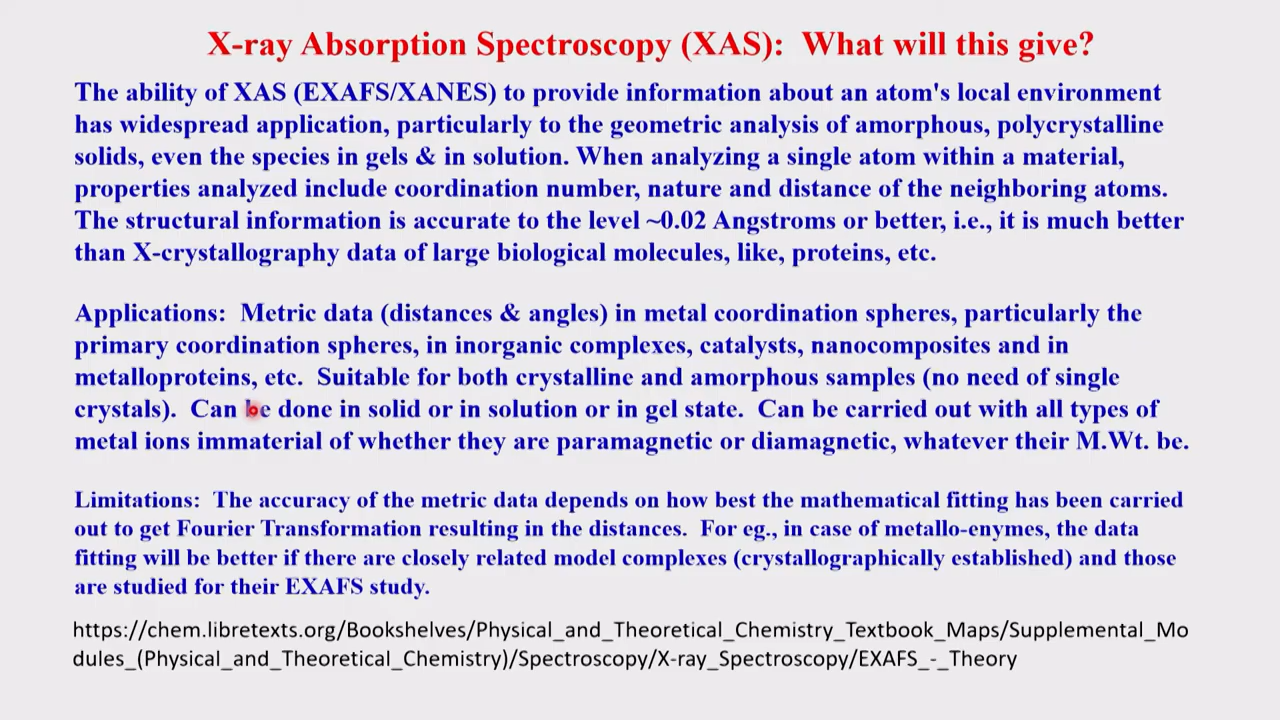 X-ray Absorption Spectroscopy (XAS):  What will this give?
The ability of XAS (EXAFS/XANES) to provide information about an atom's local environment
has widespread application, particularly to the geometric analysis of amorphous, polycrystalline
solids, even the species in gels & in solution. When analyzing a single atom within a material,
properties analyzed include coordination number, nature and distance of the neighboring atoms.
The structural information is accurate to the level ~0.02 Angstroms or better, i.e., it is much better
than X-crystallography data of large biological molecules, like, proteins, etc.
Applications:  Metric data (distances & angles) in metal coordination spheres, particularly the
primary coordination spheres, in inorganic complexes, catalysts, nanocomposites and in
metalloproteins, etc.  Suitable for both crystalline and amorphous samples (no need of single
crystals).  Can be done in solid or in solution or in gel state.  Can be carried out with all types of
metal ions immaterial of whether they are paramagnetic or diamagnetic, whatever their M.Wt. be.
Limitations:  The accuracy of the metric data depends on how best the mathematical fitting has been carried
out to get Fourier Transformation resulting in the distances.  For eg., in case of metallo-enymes, the data
fitting will be better if there are closely related model complexes (crystallographically established) and those
are studied for their EXAFS study.
https://chem.libretexts.org/Bookshelves/Physical_and_Theoretical_Chemistry_Textbook_Maps/Supplemental_Mo
dules_(Physical_and_Theoretical_Chemistry)/Spectroscopy/X-ray_Spectroscopy/EXAFS_-_Theory